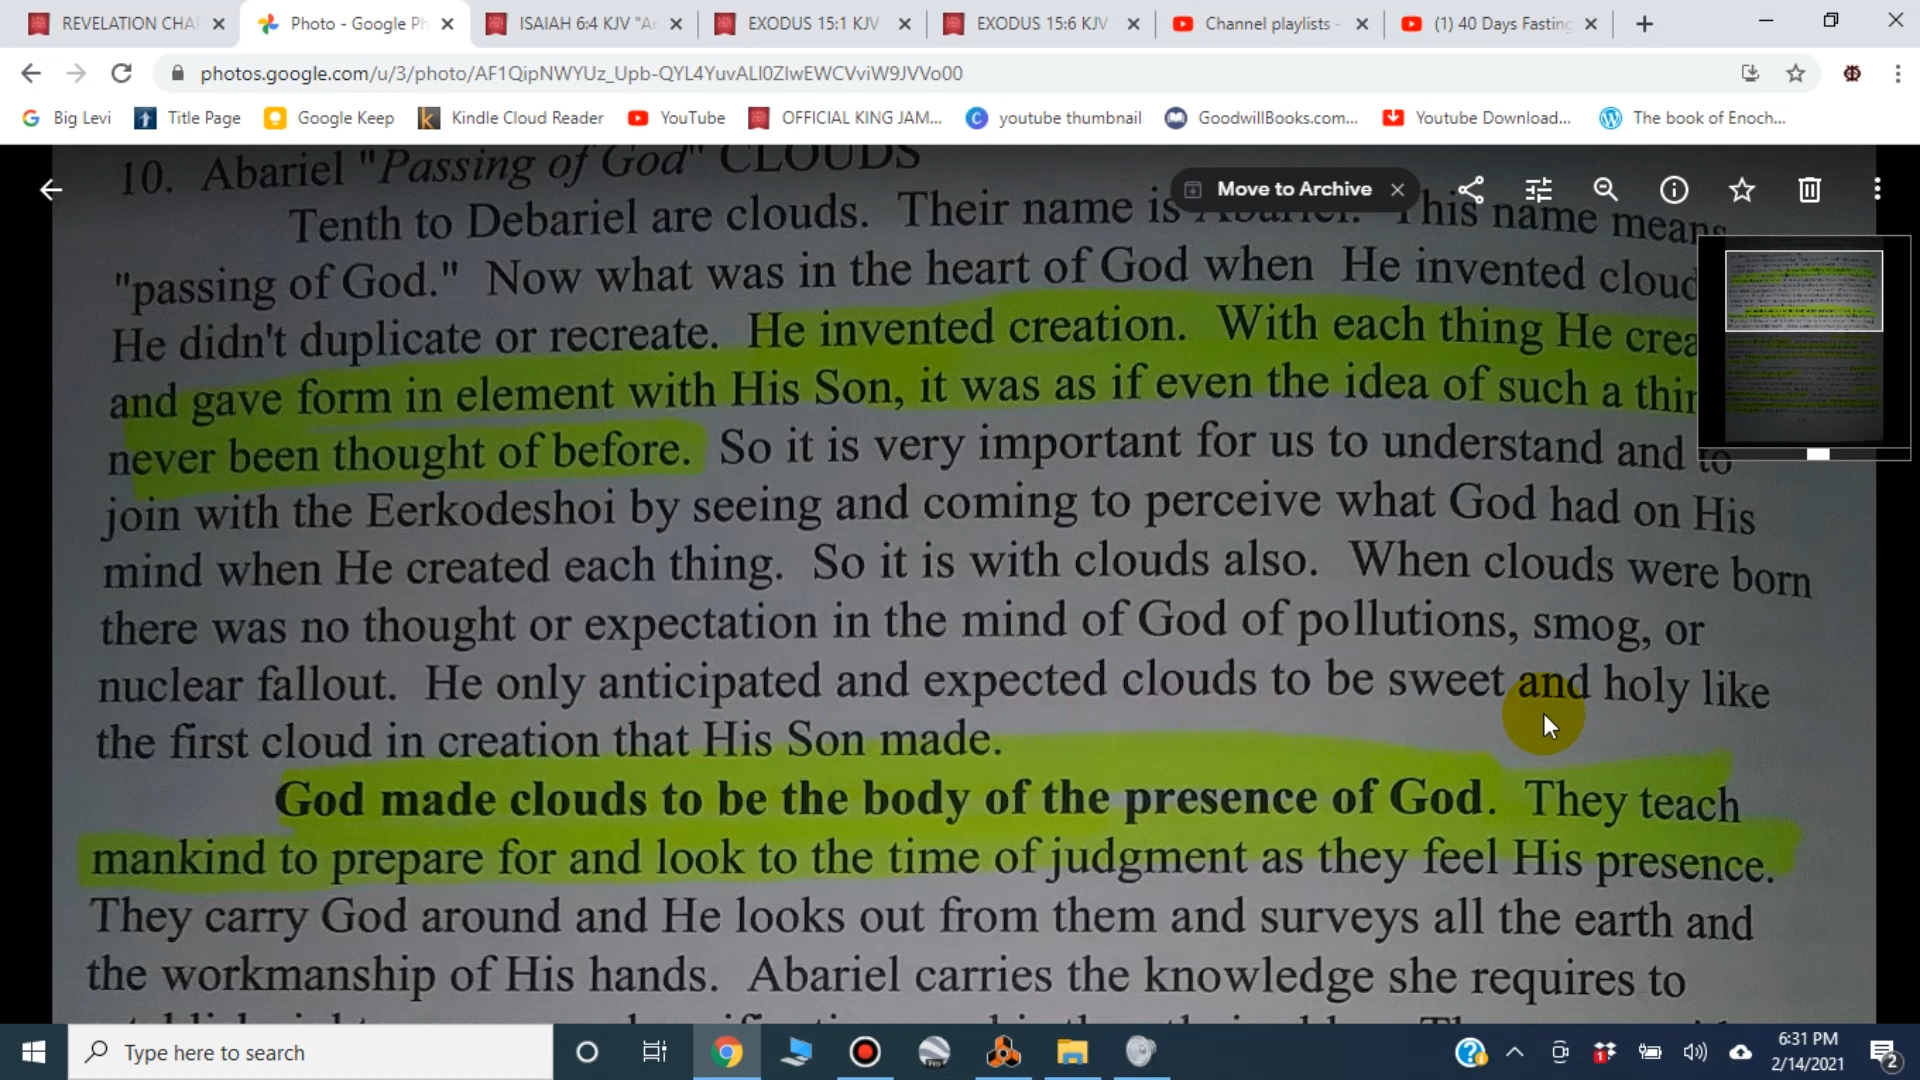 REVELATION CHA
Photo - Google Ph
ISAIAH 6:4 KJV "A
EXODUS 15:1 KJV
EXODUS 15:6 KJV
Channel playlists -
(1) 40 Days Fasting
photos.google.com/u/3/photo/
Big Levi
Title Page
Google Keep
Kindle Cloud Reader
YouTube
OFFICIAL KING JAM...
youtube thumbnail
GoodwillBooks.com...
Youtube Download...
The book of Enoch...
Move to Archive
10. Abariel "Passing of God" CLOUDS
Tenth to Debariel are clouds. Their name is Abariel. This name means
"passing of God." Now what was in the heart of God when He invented cloud
He didn't duplicate or recreate. He invented creation. With each thing He crea
and gave form in element with His Son, it was as if even the idea of such a thin
never been thought of before. So it is very important for us to understand and to
join with the Eerkodeshoi by seeing and coming to perceive what God had on His
mind when He created each thing. So it is with clouds also. When clouds were born
there was no thought or expectation in the mind of God of pollutions, smog, or
nuclear fallout. He only anticipated and expected clouds to be sweet and holy like
the first cloud in creation that His Son made.
God made clouds to be the body of the presence of God. They teach
mankind to prepare for and look to the time of judgment as they feel His presence.
They carry God around and He looks out from them and surveys all the earth and
the workmanship of His hands. Abariel carries the knowledge she requires to
Type here to search
6:31 PM
2/14/2021